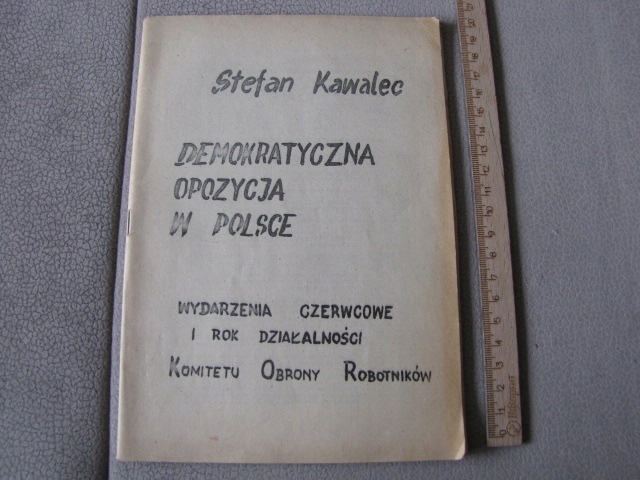 Stefan Kawalec
DEMOKRATYCZNA
OPOZYCJA
W POLSCE
WYDARZENIA CZERWCOWE
I ROK DZIAŁALNOŚCI
KOMITETU OBRONY ROBOTNIKÓW